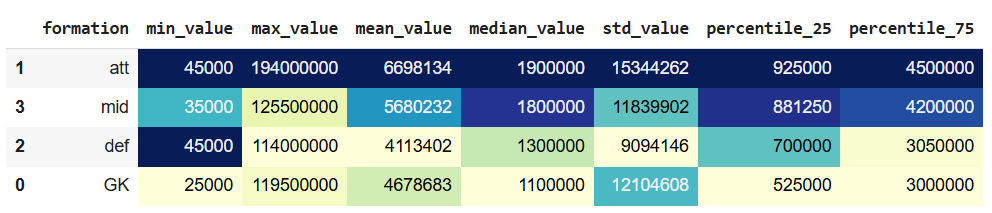 formation min_value max_value mean_value median_value std_value percentile_25 percentile_75
1 att 45000 194000000 6698134 1900000 15344262 925000 4500000
3 mid 35000 125500000 5680232 1800000 11839902 881250 4200000
2 def 45000 114000000 4113402 1300000 9094146 700000 3050000
0 GK 25000 119500000 4678683 1100000 12104608 525000 3000000